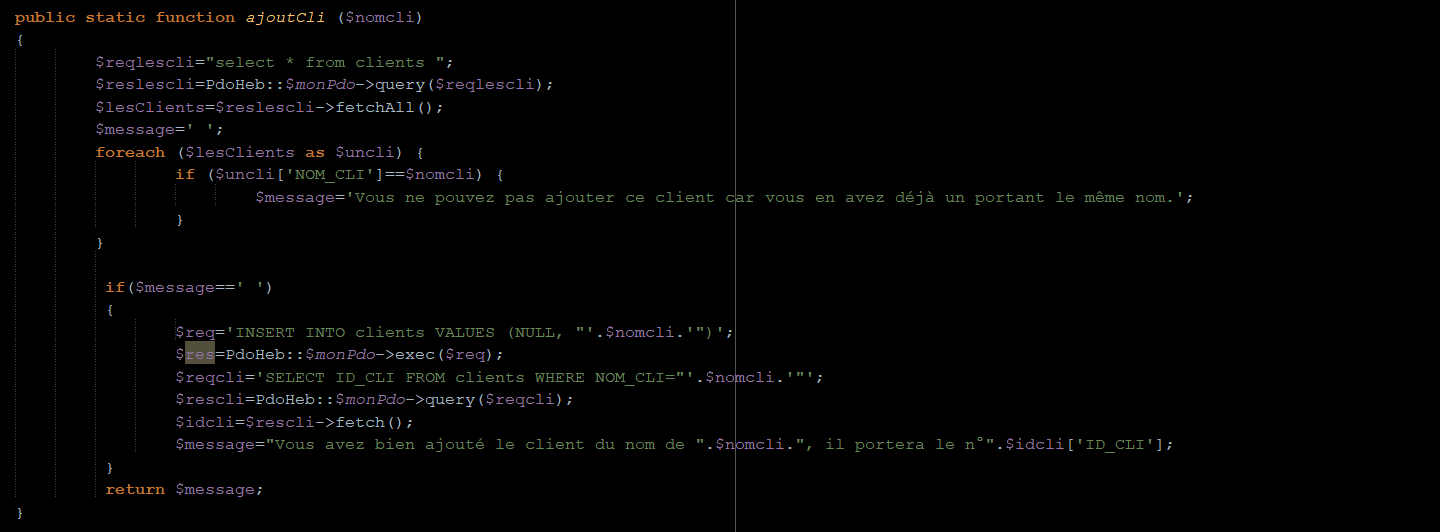 public static function ajoutCli ($nomcli)
{
$reqlescli="select * from clients ";
$reslescli=PdoHeb::$monPdo->query($reqlescli);
$lesClients=$reslescli->fetchAll();
$message=' ';
foreach ($lesClients as $uncli) {
if ($uncli['NOM_CLI']==$nomcli) {
$message='Vous ne pouvez pas ajouter ce client car vous en avez déjà un portant le même nom.';
}
}
if($message==' ')
{
$req='INSERT INTO clients VALUES (NULL, "'.$nomcli.'")';
$res=PdoHeb::$monPdo->exec($req);
$reqcli='SELECT ID_CLI FROM clients WHERE NOM_CLI="'.$nomcli.'"';
$rescli=PdoHeb::$monPdo->query($reqcli);
$idcli=$rescli->fetch();
$message="Vous avez bien ajouté le client du nom de ".$nomcli.", il portera le n°".$idcli['ID_CLI'];
}
return $message;
}